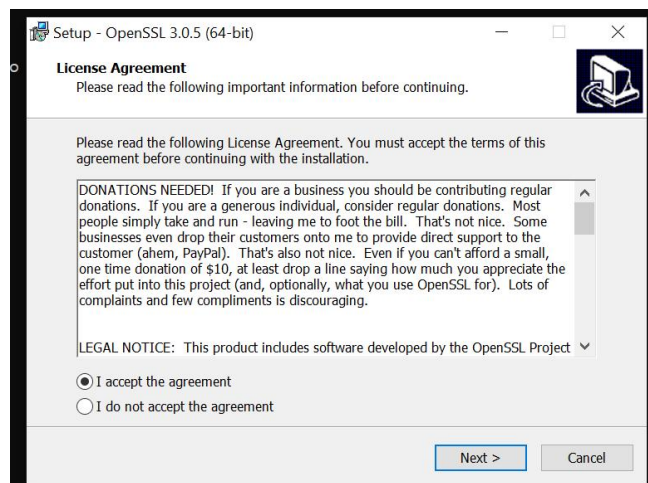 Setup - OpenSSL 3.0.5 (64-bit)
License Agreement
Please read the following important information before continuing.
Please read the following License Agreement. You must accept the terms of this
agreement before continuing with the installation.
DONATIONS NEEDED!  If you are a business you should be contributing regular
donations.  If you are a generous individual, consider regular donations.  Most
people simply take and run - leaving me to foot the bill.  That's not nice.  Some
businesses even drop their customers onto me to provide direct support to the
customer (ahem, PayPal).  That's also not nice.  Even if you can't afford a small,
one time donation of $10, at least drop a line saying how much you appreciate the
effort put into this project (and, optionally, what you use OpenSSL for).  Lots of
complaints and few compliments is discouraging.
LEGAL NOTICE:  This product includes software developed by the OpenSSL Project
I accept the agreement
I do not accept the agreement
Next >
Cancel